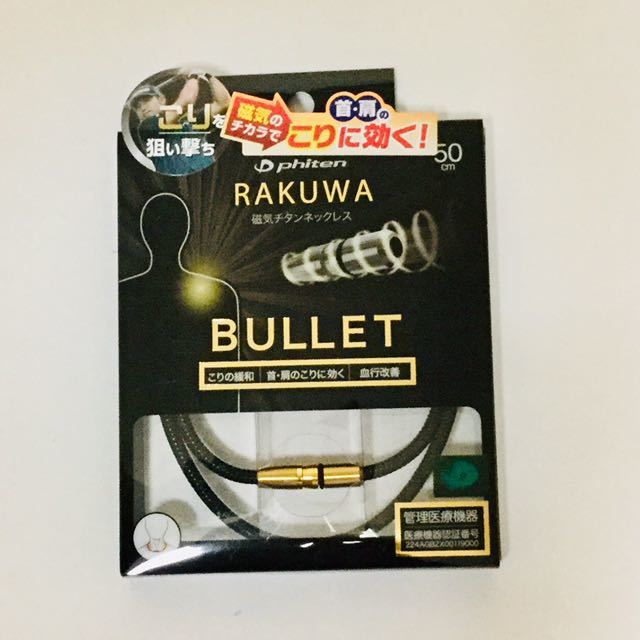 こりを
狙い撃ち
磁気の
チカラで
首・肩の
こりに効く!
phiten
50
cm
RAKUWA
磁気チタンネックレス
BULLET
こりの緩和
首・肩のこりに効く
血行改善
管理医療機器
医療機器認証番号
224AGBZX00119000